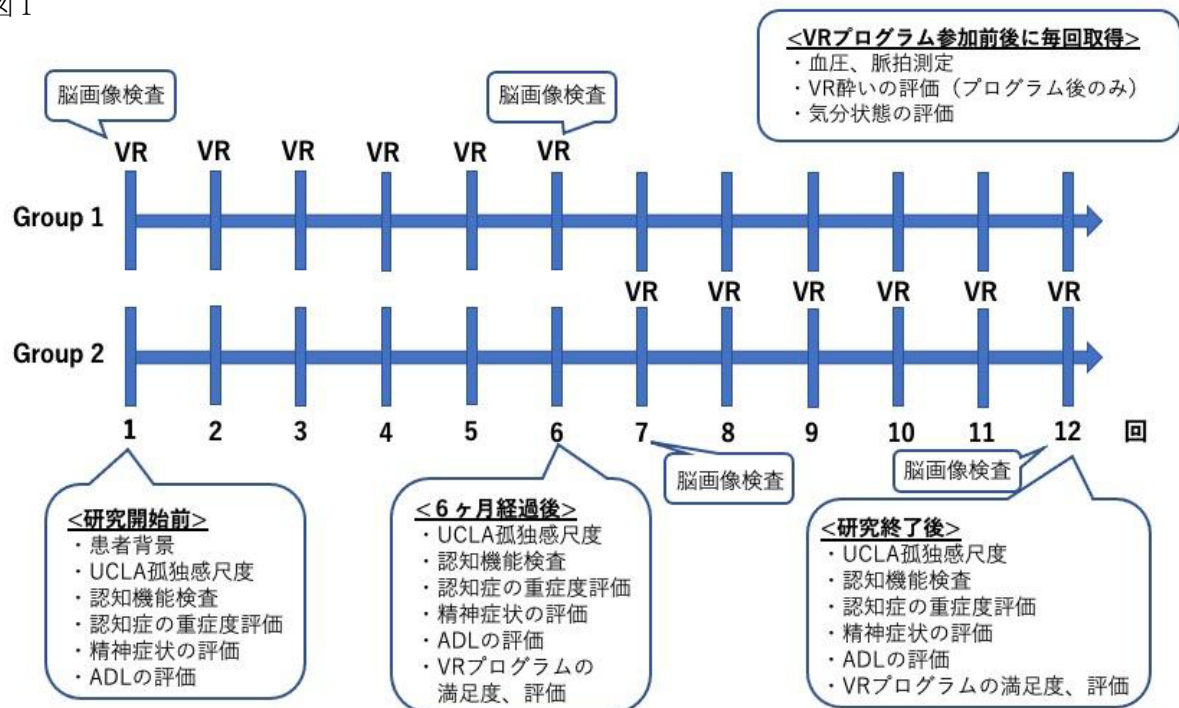 図1
<VRプログラム参加前後に毎回取得>
・血圧、脈拍測定
・VR酔いの評価（プログラム後のみ）
・気分状態の評価
脳画像検査
脳画像検査
VR VR VR VR VR VR
Group 1
VR VR VR VR VR VR
Group 2
1 2 3 4 5 6 7 8 9 10 11 12 回
脳画像検査
脳画像検査
<研究開始前>
・患者背景
・UCLA孤独感尺度
・認知機能検査
・認知症の重症度評価
・精神症状の評価
・ADLの評価
<６ヶ月経過後>
・UCLA孤独感尺度
・認知機能検査
・認知症の重症度評価
・精神症状の評価
・ADLの評価
・VRプログラムの
満足度、評価
<研究終了後>
・UCLA孤独感尺度
・認知機能検査
・認知症の重症度評価
・精神症状の評価
・ADLの評価
・VRプログラムの満足度、評価